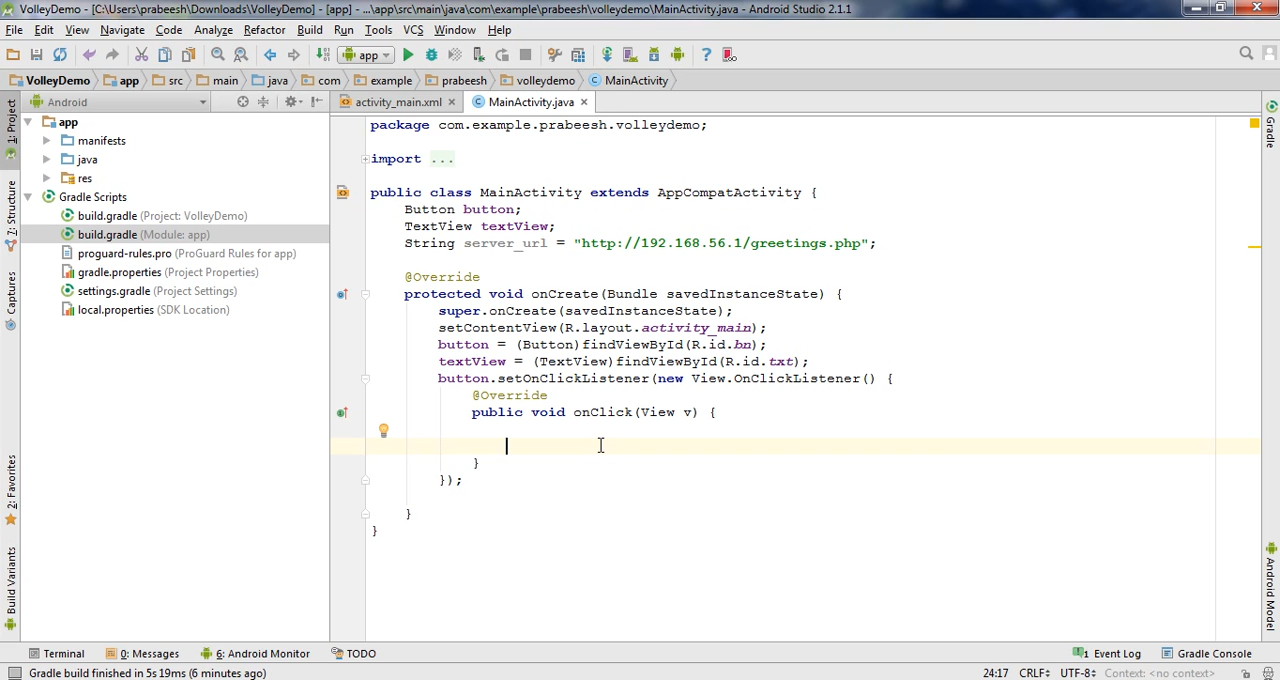 VolleyDemo - [C:\Users\prabeesh\Downloads\VolleyDemo] - [app] - ...\app\src\main\java\com\example\prabeesh\volleydemo\MainActivity.java - Android Studio 2.1.1
File Edit View Navigate Code Analyze Refactor Build Run Tools VCS Window Help
app
VolleyDemo app src main java com example prabeesh volleydemo MainActivity
Android activity_main.xml MainActivity.java
1: Project
Z: Structure
Captures
2: Favorites
Build Variants
app
manifests
java
res
Gradle Scripts
build.gradle (Project: VolleyDemo)
build.gradle (Module: app)
proguard-rules.pro (ProGuard Rules for app)
gradle.properties (Project Properties)
settings.gradle (Project Settings)
local.properties (SDK Location)
package com.example.prabeesh.volleydemo;
import ...
public class MainActivity extends AppCompatActivity {
Button button;
TextView textView;
String server_url = "http://192.168.56.1/greetings.php";
@Override
protected void onCreate(Bundle savedInstanceState) {
super.onCreate(savedInstanceState);
setContentView(R.layout.activity_main);
button = (Button)findViewById(R.id.bn);
textView = (TextView)findViewById(R.id.txt);
button.setOnClickListener(new View.OnClickListener() {
@Override
public void onClick(View v) {
}
});
}
}
Gradle
Android Model
Terminal 0: Messages 6: Android Monitor TODO 1 Event Log Gradle Console
Gradle build finished in 5s 19ms (6 minutes ago) 24:17 CRLF UTF-8 Context: <no context>